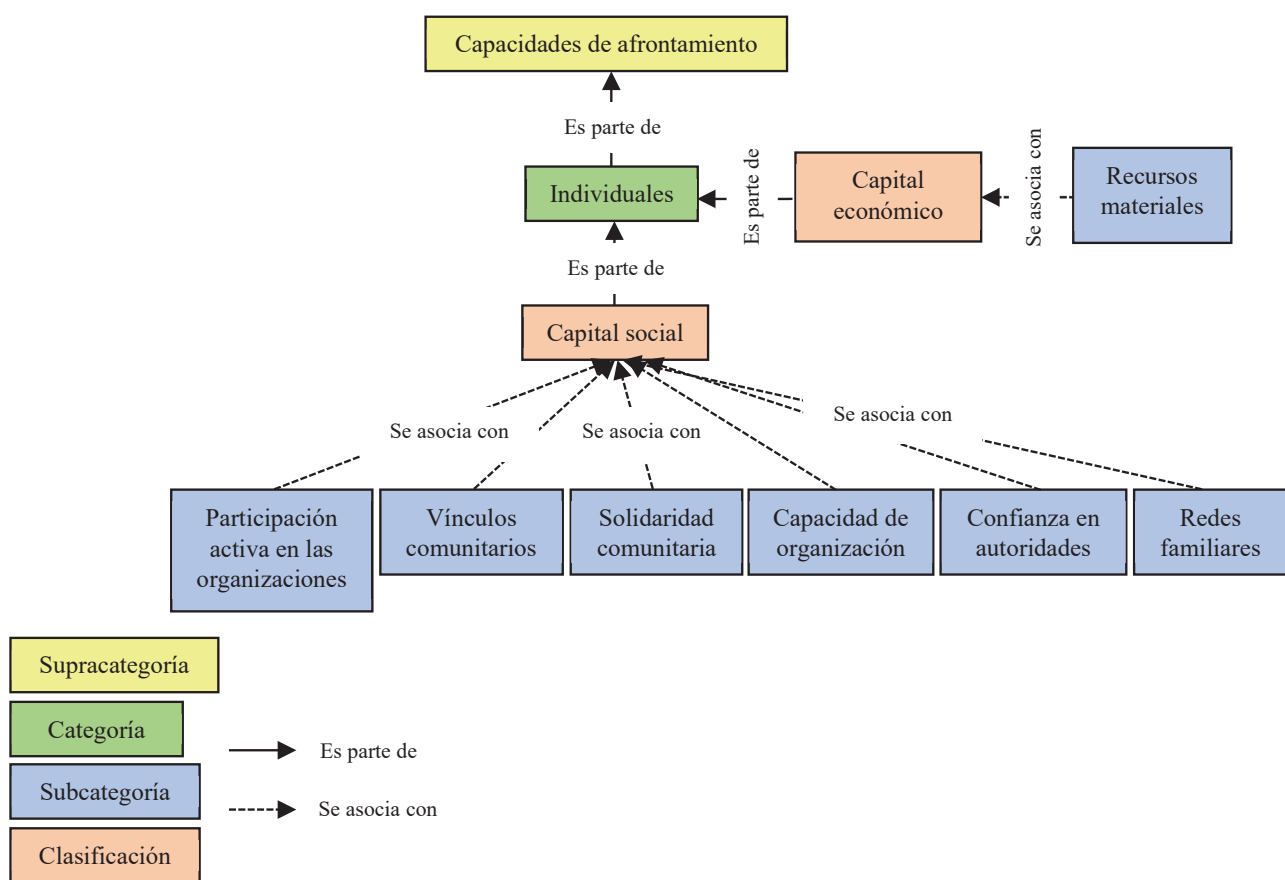 Capacidades de afrontamiento
Es parte de
Individuales
Es parte de
Capital
económico
Se asocia con
Recursos
materiales
Es parte de
Capital social
Se asocia con
Se asocia con
Se asocia con
Participación
activa en las
organizaciones
Vínculos
comunitarios
Solidaridad
comunitaria
Capacidad de
organización
Confianza en
autoridades
Redes
familiares
Supracategoría
Categoría
Es parte de
Subcategoría
Se asocia con
Clasificación